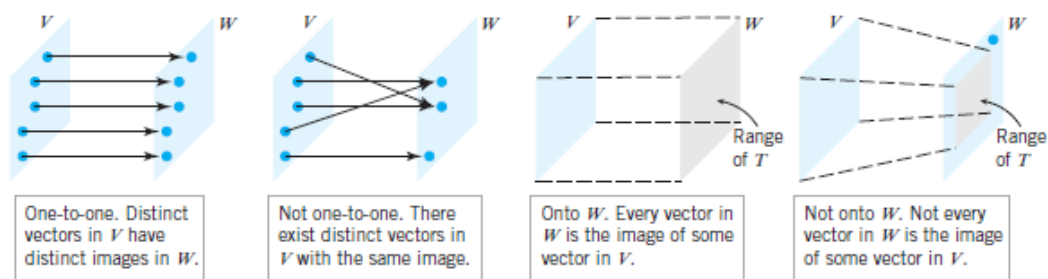 V W
V W
V W
V W
Range
of T
Range
of T
One-to-one. Distinct
vectors in V have
distinct images in W.
Not one-to-one. There
exist distinct vectors in
V with the same image.
Onto W. Every vector in
W is the image of some
vector in V.
Not onto W. Not every
vector in W is the image
of some vector in V.